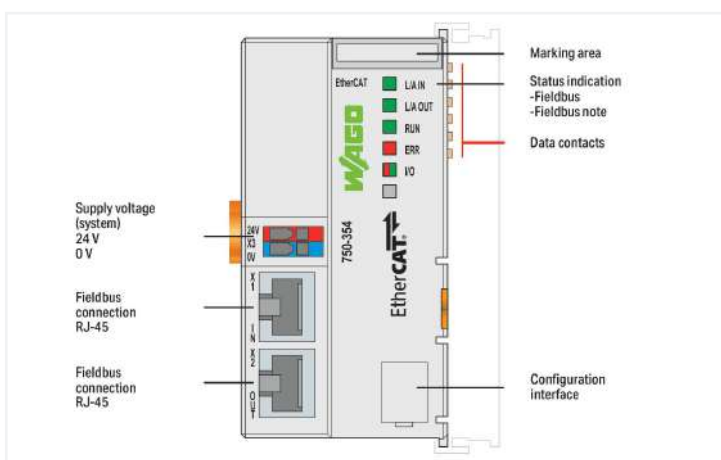 Marking area
EtherCAT
L/A IN
L/A OUT
RUN
ERR
I/O
Status indication
-Fieldbus
-Fieldbus note
Data contacts
WAGO
750-354
EtherCAT®
Supply voltage
(system)
24 V
0 V
24V
X3
0V
Fieldbus
connection
RJ-45
X1
IN
Fieldbus
connection
RJ-45
X2
OUT
Configuration
interface